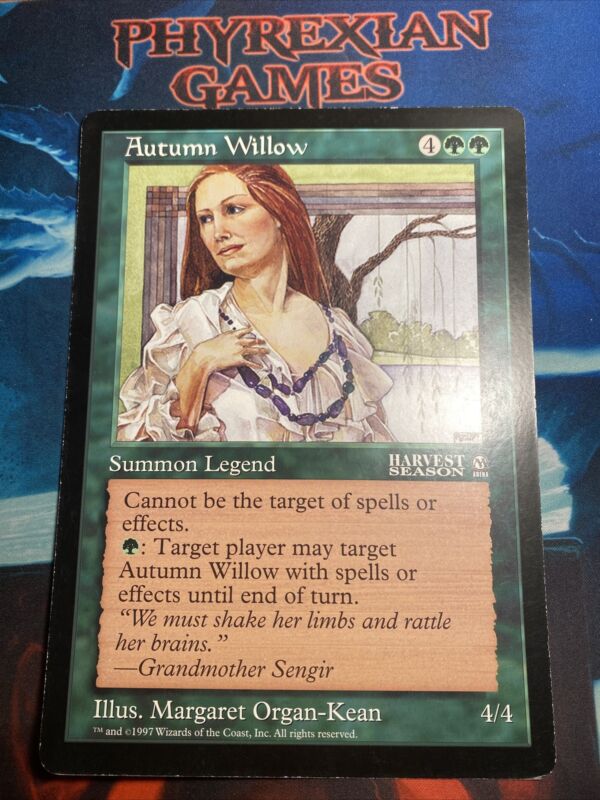 PHYREXIAN
GAMES
Autumn Willow 4
Summon Legend
HARVEST
SEASON
ARENA
Cannot be the target of spells or
effects.
: Target player may target
Autumn Willow with spells or
effects until end of turn.
“We must shake her limbs and rattle
her brains.”
—Grandmother Sengir
Illus. Margaret Organ-Kean
4/4
™ and ©1997 Wizards of the Coast, Inc. All rights reserved.